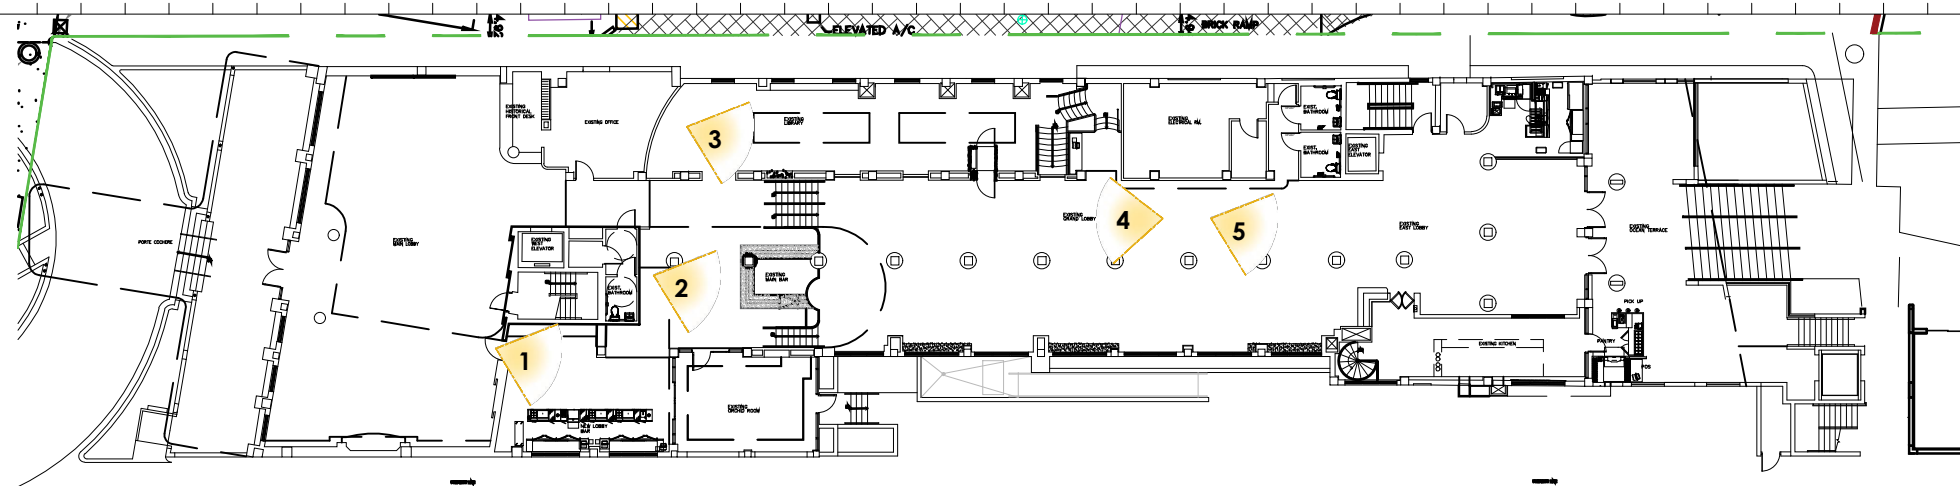 ELEVATED A/C
BRICK RAMP
EXISTING
HISTORICAL
FRONT DESK
EXISTING OFFICE
3
EXISTING
LIBRARY
EXISTING
ELECTRICAL RM.
EXIST.
BATHROOM
EXIST.
BATHROOM
EXISTING
EAST
ELEVATOR
PORTE COCHERE
EXISTING
MAIN LOBBY
EXISTING
WEST
ELEVATOR
EXIST.
BATHROOM
2
EXISTING
MAIN BAR
EXISTING
GRAND LOBBY
4
5
EXISTING
EAST LOBBY
EXISTING
OCEAN TERRACE
PICK UP
PANTRY
POS
EXISTING KITCHEN
1
NEW LOBBY
BAR
EXISTING
ORCHID ROOM